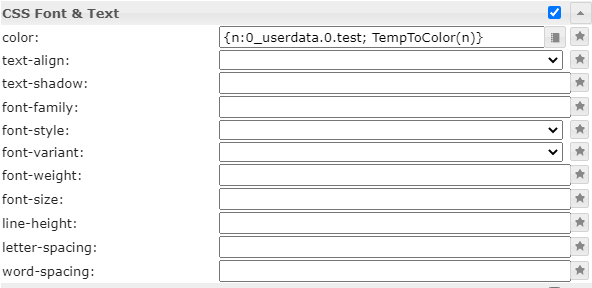 CSS Font & Text
color: {n:0_userdata.0.test; TempToColor(n)}
text-align:
text-shadow:
font-family:
font-style:
font-variant:
font-weight:
font-size:
line-height:
letter-spacing:
word-spacing: